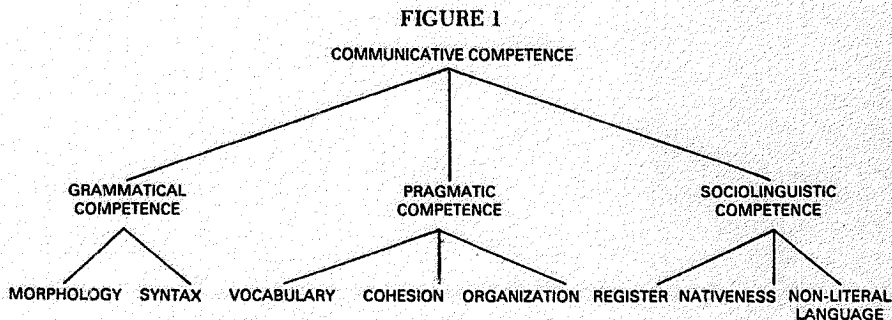 FIGURE 1
COMMUNICATIVE COMPETENCE
GRAMMATICAL
COMPETENCE
PRAGMATIC
COMPETENCE
SOCIOLINGUISTIC
COMPETENCE
MORPHOLOGY SYNTAX VOCABULARY COHESION ORGANIZATION REGISTER NATIVENESS NON-LITERAL
LANGUAGE